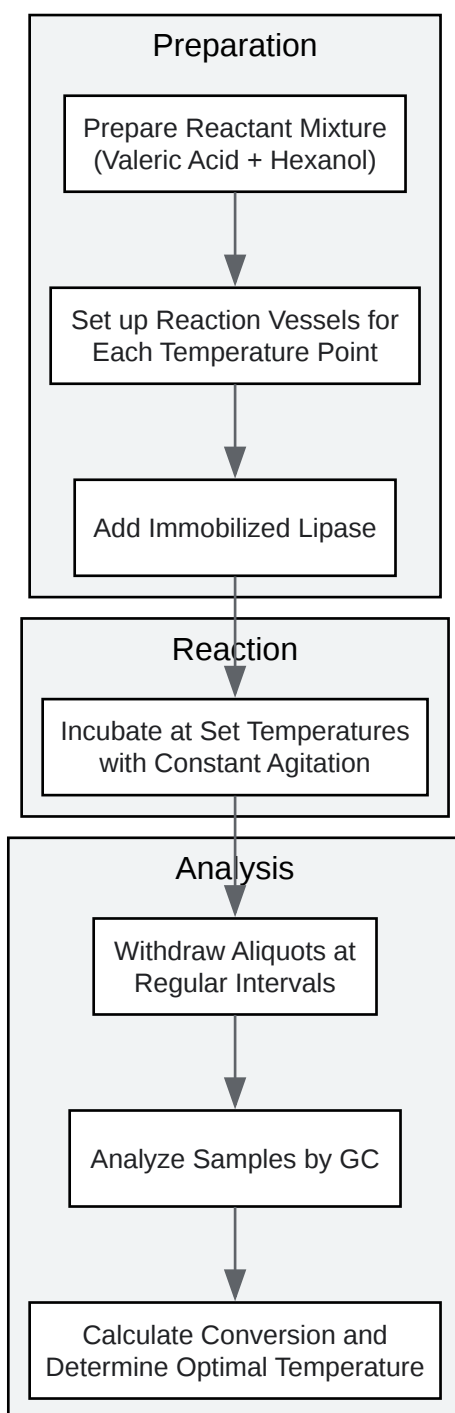 Preparation
Prepare Reactant Mixture
(Valeric Acid + Hexanol)
Set up Reaction Vessels for
Each Temperature Point
Add Immobilized Lipase
Reaction
Incubate at Set Temperatures
with Constant Agitation
Analysis
Withdraw Aliquots at
Regular Intervals
Analyze Samples by GC
Calculate Conversion and
Determine Optimal Temperature